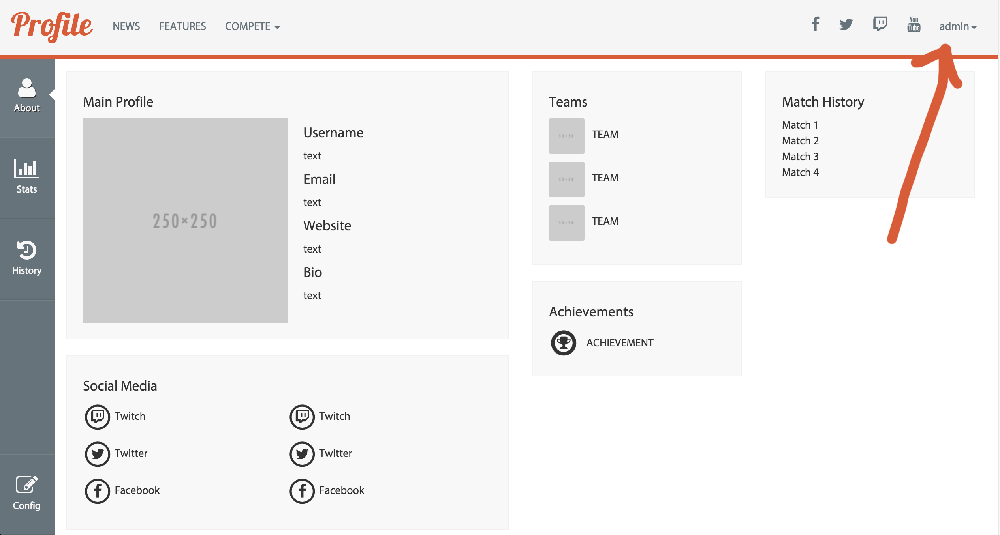 Profile NEWS FEATURES COMPETE You Tube admin
About
Stats
History
Config
Main Profile
250×250
Username
text
Email
text
Website
text
Bio
text
Social Media
Twitch Twitch
Twitter Twitter
Facebook Facebook
Teams
50×50 TEAM
50×50 TEAM
50×50 TEAM
Achievements
ACHIEVEMENT
Match History
Match 1
Match 2
Match 3
Match 4